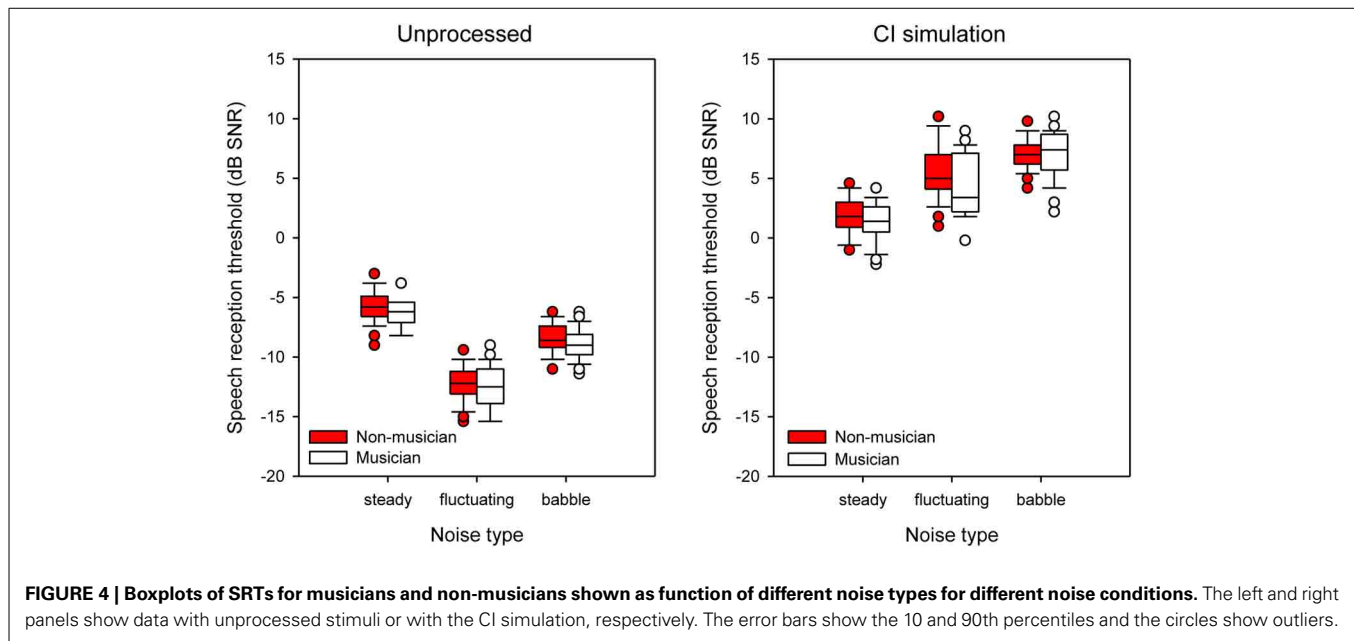 Unprocessed
Speech reception threshold (dB SNR)
15
10
5
0
-5
-10
-15
-20
Non-musician
Musician
steady fluctuating babble
Noise type
CI simulation
Speech reception threshold (dB SNR)
15
10
5
0
-5
-10
-15
-20
Non-musician
Musician
steady fluctuating babble
Noise type
FIGURE 4 | Boxplots of SRTs for musicians and non-musicians shown as function of different noise types for different noise conditions. The left and right
panels show data with unprocessed stimuli or with the CI simulation, respectively. The error bars show the 10 and 90th percentiles and the circles show outliers.